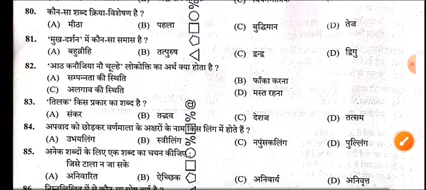 80. कौन-सा शब्द क्रिया-विशेषण है ?
(A) मीठा (B) पहला (C) बुद्धिमान (D) तेज
81. 'मुख-दर्शन' में कौन-सा समास है ?
(A) बहुव्रीहि (B) तत्पुरुष (C) द्वन्द्व (D) द्विगु
82. 'आठ कनौजिया नौ चूल्हे' लोकोक्ति का अर्थ क्या होता है ?
(A) सम्पनता की स्थिति (B) फाँका करना
(C) अलगाव की स्थिति (D) मस्त रहना
83. 'तिलक' किस प्रकार का शब्द है ?
(A) संकर (B) तद्भव (C) देशज (D) तत्सम
84. अपवाद को छोड़कर वर्णमाला के अक्षरों के नाम किस लिंग में होते हैं ?
(A) उभयलिंग (B) स्त्रीलिंग (C) नपुंसकलिंग (D) पुल्लिंग
85. अनेक शब्दों के लिए एक शब्द का चयन कीजिए
जिसे टाला न जा सके
(A) अनिवारित (B) ऐच्छिक (C) अनिवार्य (D) अनिवृत्त
86